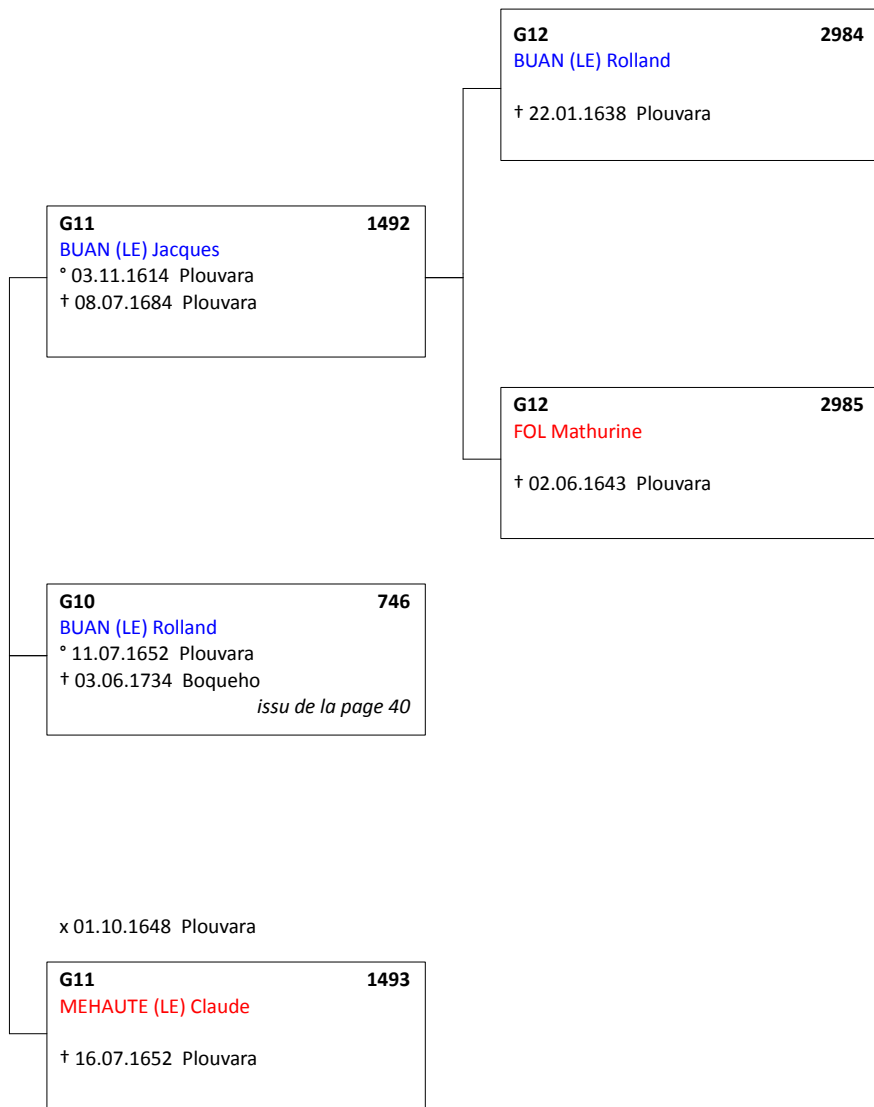 G12 2984
BUAN (LE) Rolland
† 22.01.1638 Plouvara
G11 1492
BUAN (LE) Jacques
° 03.11.1614 Plouvara
† 08.07.1684 Plouvara
G12 2985
FOL Mathurine
† 02.06.1643 Plouvara
G10 746
BUAN (LE) Rolland
° 11.07.1652 Plouvara
† 03.06.1734 Boqueho
issu de la page 40
x 01.10.1648 Plouvara
G11 1493
MEHAUTE (LE) Claude
† 16.07.1652 Plouvara